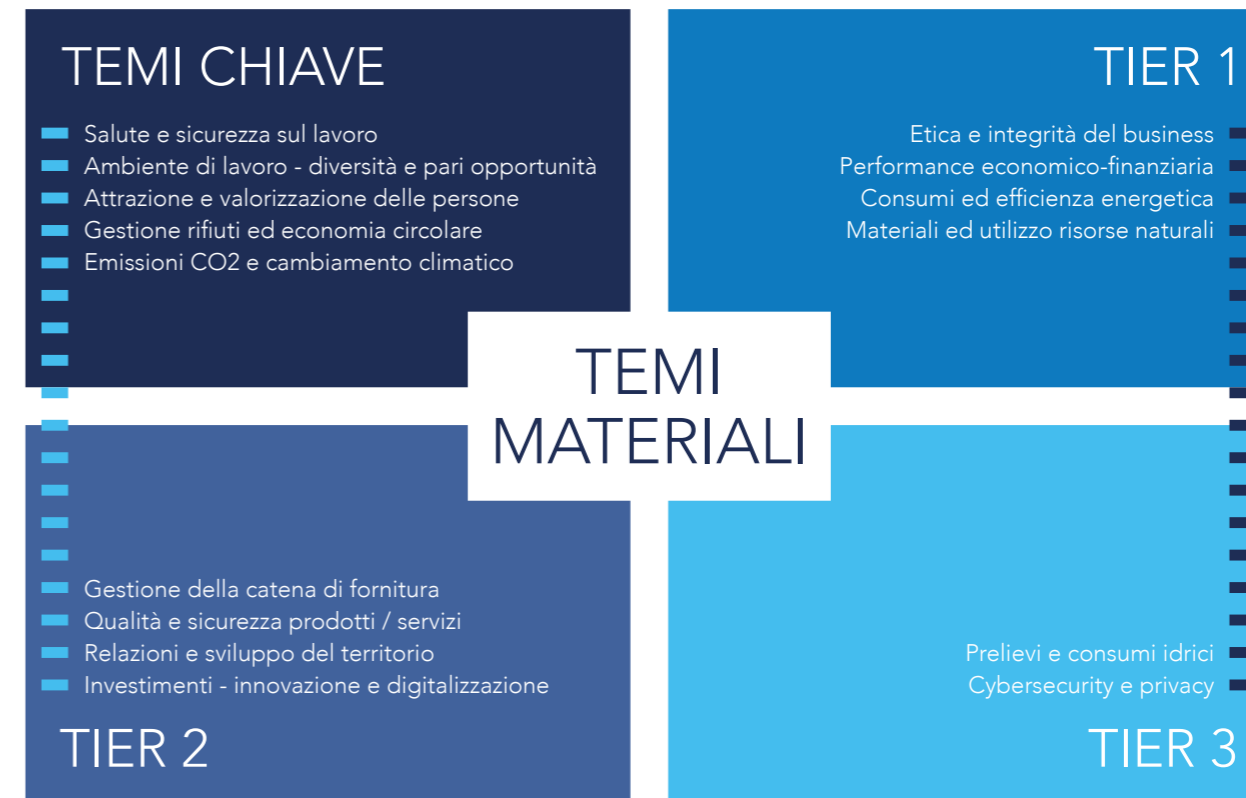 TEMI CHIAVE
Salute e sicurezza sul lavoro
Ambiente di lavoro - diversità e pari opportunità
Attrazione e valorizzazione delle persone
Gestione rifiuti ed economia circolare
Emissioni CO2 e cambiamento climatico
TIER 1
Etica e integrità del business
Performance economico-finanziaria
Consumi ed efficienza energetica
Materiali ed utilizzo risorse naturali
TEMI
MATERIALI
Gestione della catena di fornitura
Qualità e sicurezza prodotti / servizi
Relazioni e sviluppo del territorio
Investimenti - innovazione e digitalizzazione
TIER 2
Prelievi e consumi idrici
Cybersecurity e privacy
TIER 3